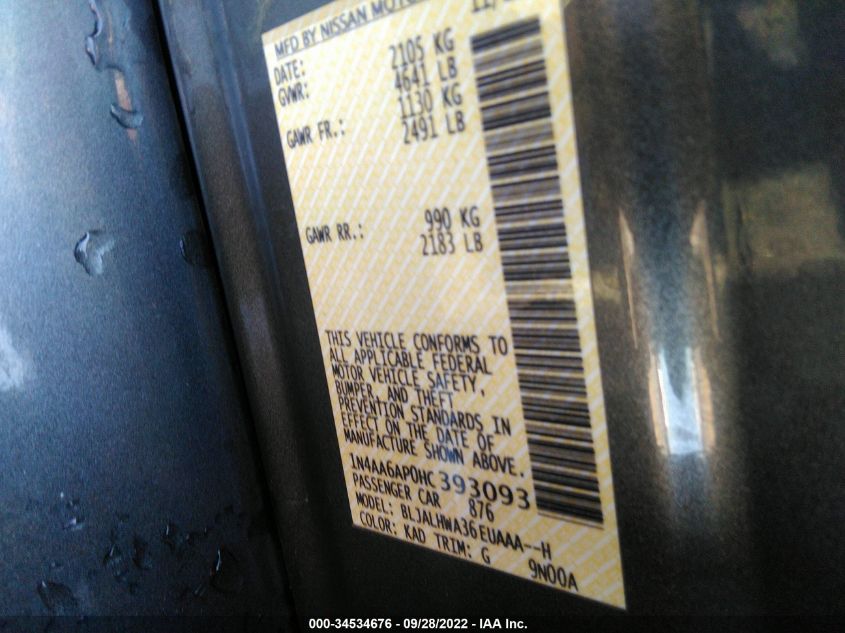 MFD BY NISSAN MOTOR
DATE:
GVWR: 2105 KG
4641 LB
GAWR FR.: 1130 KG
2491 LB
GAWR RR.: 990 KG
2183 LB
THIS VEHICLE CONFORMS TO
ALL APPLICABLE FEDERAL
MOTOR VEHICLE SAFETY,
BUMPER, AND THEFT
PREVENTION STANDARDS IN
EFFECT ON THE DATE OF
MANUFACTURE SHOWN ABOVE.
1N4AA6AP0HC393093
PASSENGER CAR 876
MODEL: BLJALHWA36EUAAA--H
COLOR: KAD TRIM: G 9N00A
000-34534676 - 09/28/2022 - IAA Inc.